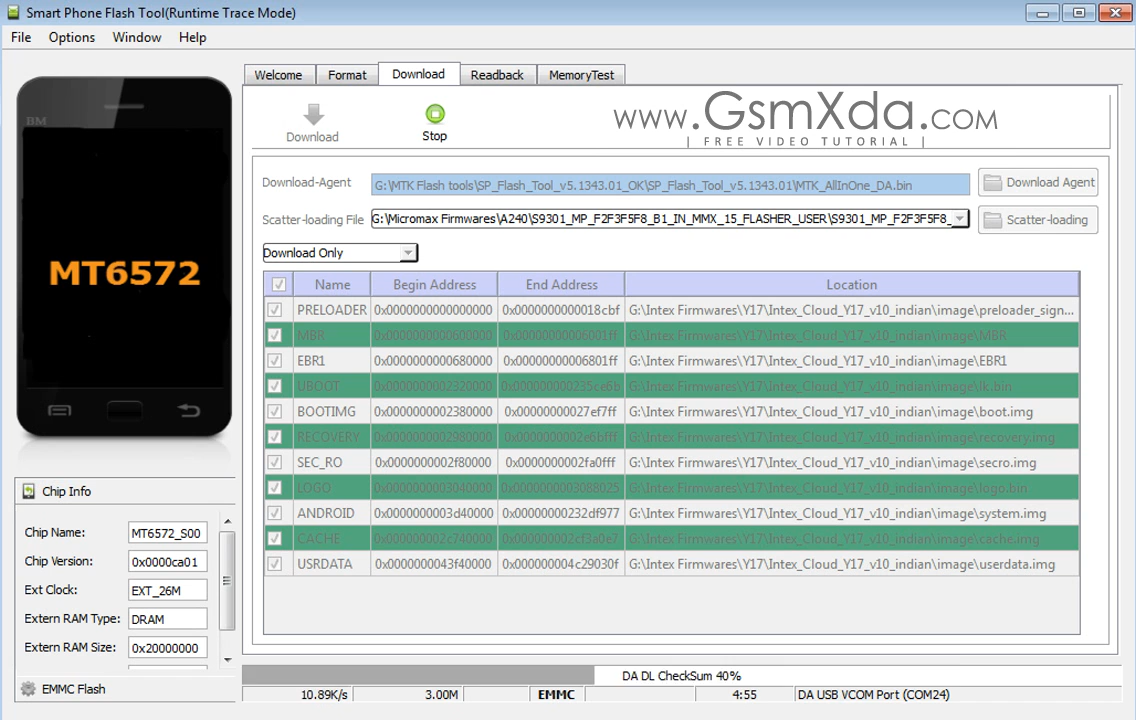 Smart Phone Flash Tool(Runtime Trace Mode)
File Options Window Help
Welcome Format Download Readback MemoryTest
BM
Download Stop
www.GsmXda.com
| FREE VIDEO TUTORIAL |
Download-Agent G:\MTK Flash tools\SP_Flash_Tool_v5.1343.01_OK\SP_Flash_Tool_v5.1343.01\MTK_AllInOne_DA.bin Download Agent
Scatter-loading File G:\Micromax Firmwares\A240\S9301_MP_F2F3F5F8_B1_IN_MMX_15_FLASHER_USER\S9301_MP_F2F3F5F8_ Scatter-loading
Download Only
MT6572
Name Begin Address End Address Location
PRELOADER 0x0000000000000000 0x0000000000018cbf G:\Intex Firmwares\Y17\Intex_Cloud_Y17_v10_indian\image\preloader_sign...
MBR 0x0000000000600000 0x00000000006001ff G:\Intex Firmwares\Y17\Intex_Cloud_Y17_v10_indian\image\MBR
EBR1 0x0000000000680000 0x00000000006801ff G:\Intex Firmwares\Y17\Intex_Cloud_Y17_v10_indian\image\EBR1
UBOOT 0x0000000002320000 0x000000000235ce6b G:\Intex Firmwares\Y17\Intex_Cloud_Y17_v10_indian\image\lk.bin
BOOTIMG 0x0000000002380000 0x00000000027ef7ff G:\Intex Firmwares\Y17\Intex_Cloud_Y17_v10_indian\image\boot.img
RECOVERY 0x0000000002980000 0x0000000002e6bfff G:\Intex Firmwares\Y17\Intex_Cloud_Y17_v10_indian\image\recovery.img
SEC_RO 0x0000000002f80000 0x0000000002fa0fff G:\Intex Firmwares\Y17\Intex_Cloud_Y17_v10_indian\image\secro.img
LOGO 0x0000000003040000 0x0000000003088025 G:\Intex Firmwares\Y17\Intex_Cloud_Y17_v10_indian\image\logo.bin
ANDROID 0x0000000003d40000 0x00000000232df977 G:\Intex Firmwares\Y17\Intex_Cloud_Y17_v10_indian\image\system.img
CACHE 0x000000002c740000 0x000000002cf3a0e7 G:\Intex Firmwares\Y17\Intex_Cloud_Y17_v10_indian\image\cache.img
USRDATA 0x0000000043f40000 0x000000004c29030f G:\Intex Firmwares\Y17\Intex_Cloud_Y17_v10_indian\image\userdata.img
Chip Info
Chip Name: MT6572_S00
Chip Version: 0x0000ca01
Ext Clock: EXT_26M
Extern RAM Type: DRAM
Extern RAM Size: 0x20000000
EMMC Flash
DA DL CheckSum 40%
10.89K/s 3.00M EMMC 4:55 DA USB VCOM Port (COM24)